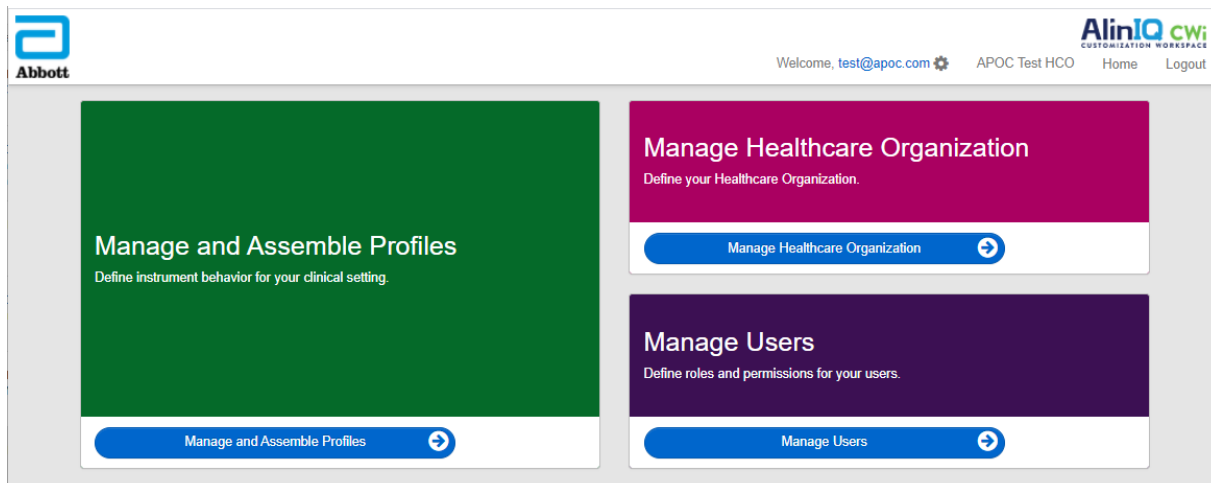 Abbott
AlinIQ CWi
CUSTOMIZATION WORKSPACE
Welcome, test@apoc.com APOC Test HCO Home Logout
Manage and Assemble Profiles
Define instrument behavior for your clinical setting.
Manage and Assemble Profiles
Manage Healthcare Organization
Define your Healthcare Organization.
Manage Healthcare Organization
Manage Users
Define roles and permissions for your users.
Manage Users